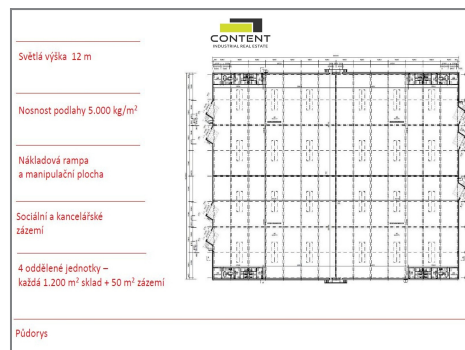 CONTENT
INDUSTRIAL REAL ESTATE
Světlá výška  12 m
Nosnost podlahy 5.000 kg/m²
Nákladová rampa
a manipulační plocha
Sociální a kancelářské
zázemí
4 oddělené jednotky –
každá 1.200 m² sklad + 50 m² zázemí
Půdorys